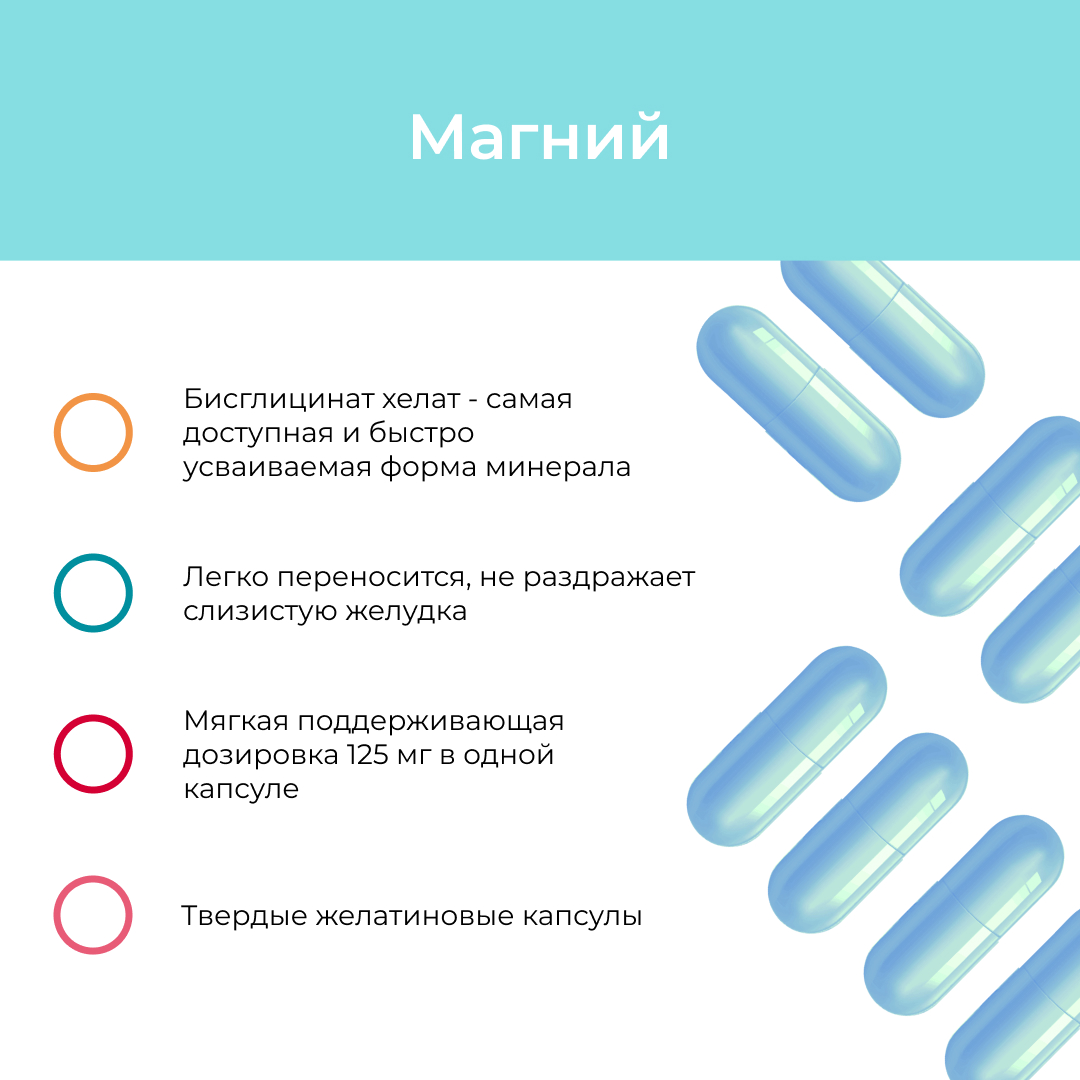 Магний
Бисглицинат хелат - самая
доступная и быстро
усваиваемая форма минерала
Легко переносится, не раздражает
слизистую желудка
Мягкая поддерживающая
дозировка 125 мг в одной
капсуле
Твердые желатиновые капсулы